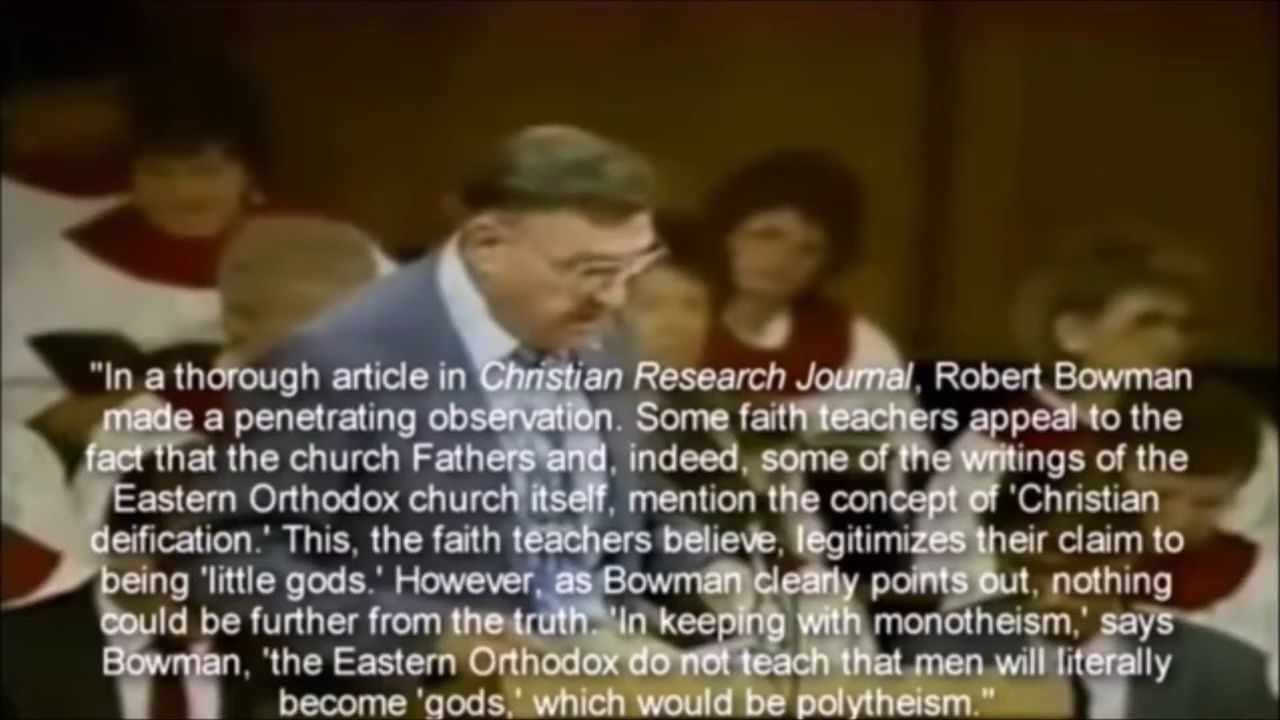 "In a thorough article in Christian Research Journal, Robert Bowman
made a penetrating observation. Some faith teachers appeal to the
fact that the church Fathers and, indeed, some of the writings of the
Eastern Orthodox church itself, mention the concept of 'Christian
deification.' This, the faith teachers believe, legitimizes their claim to
being 'little gods.' However, as Bowman clearly points out, nothing
could be further from the truth. 'In keeping with monotheism,' says
Bowman, 'the Eastern Orthodox do not teach that men will literally
become 'gods,' which would be polytheism."